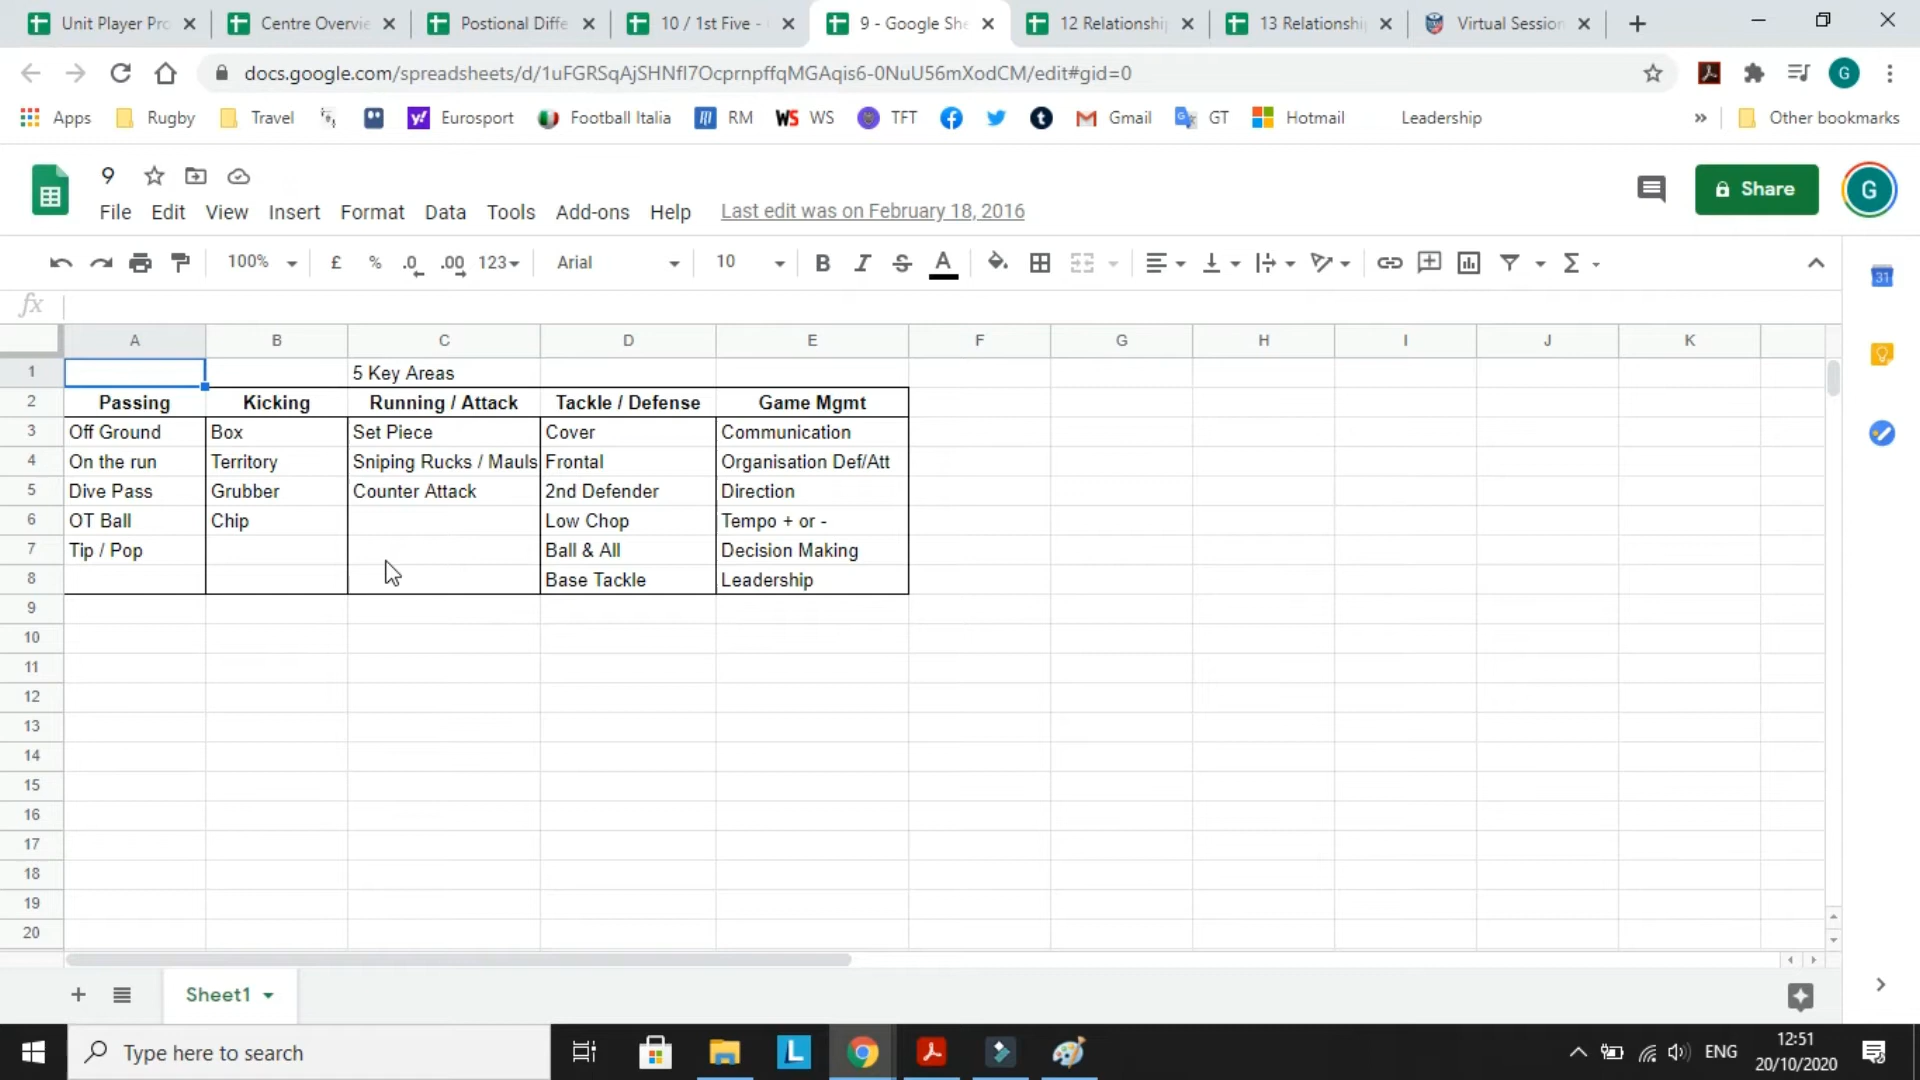 Unit Player Pro
Centre Overvie
Postional Diffe
10 / 1st Five -
9 - Google She
12 Relationship
13 Relationshi
Virtual Session
docs.google.com/spreadsheets/d/1uFGRSqAjSHNfl7OcprnpffqMGAqis6-0NuU56mXodCM/edit#gid=0
G
Apps
Rugby
Travel
Eurosport
Football Italia
RM
WS
WS
TFT
Gmail
GT
Hotmail
Leadership
Other bookmarks
9
File Edit View Insert Format Data Tools Add-ons Help Last edit was on February 18, 2016
Share
G
100% £ % .0 .00 123 Arial 10 B I S A
31
fx
A B C D E F G H I J K
1 5 Key Areas
2 Passing Kicking Running / Attack Tackle / Defense Game Mgmt
3 Off Ground Box Set Piece Cover Communication
4 On the run Territory Sniping Rucks / Mauls Frontal Organisation Def/Att
5 Dive Pass Grubber Counter Attack 2nd Defender Direction
6 OT Ball Chip Low Chop Tempo + or -
7 Tip / Pop Ball & All Decision Making
8 Base Tackle Leadership
9
10
11
12
13
14
15
16
17
18
19
20
Sheet1
Type here to search
L
ENG
12:51
20/10/2020